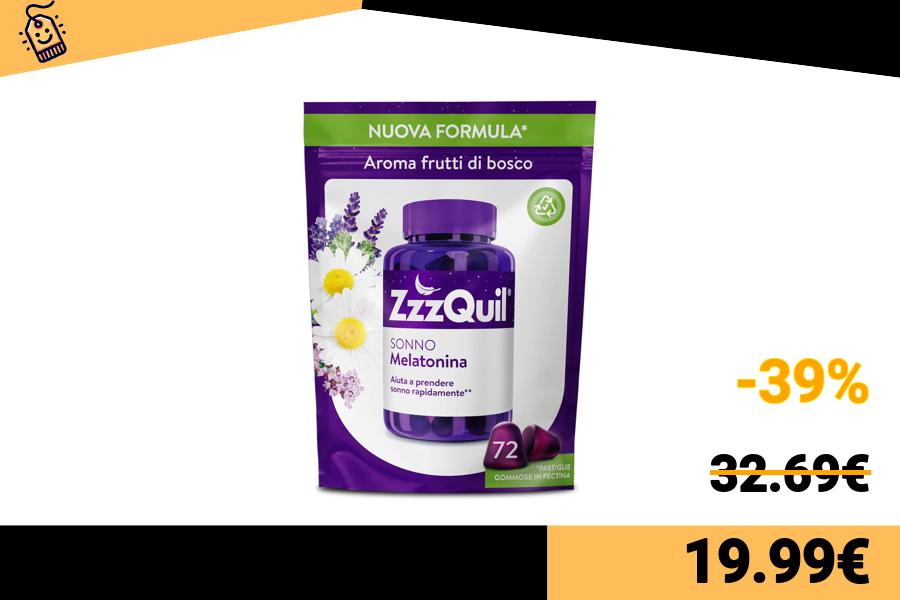 NUOVA FORMULA*
Aroma frutti di bosco
ZzzQuil®
SONNO
Melatonina
Aiuta a prendere
sonno rapidamente**
72
*PASTIGLIE
GOMMOSE IN PECTINA
-39%
32.69€
19.99€